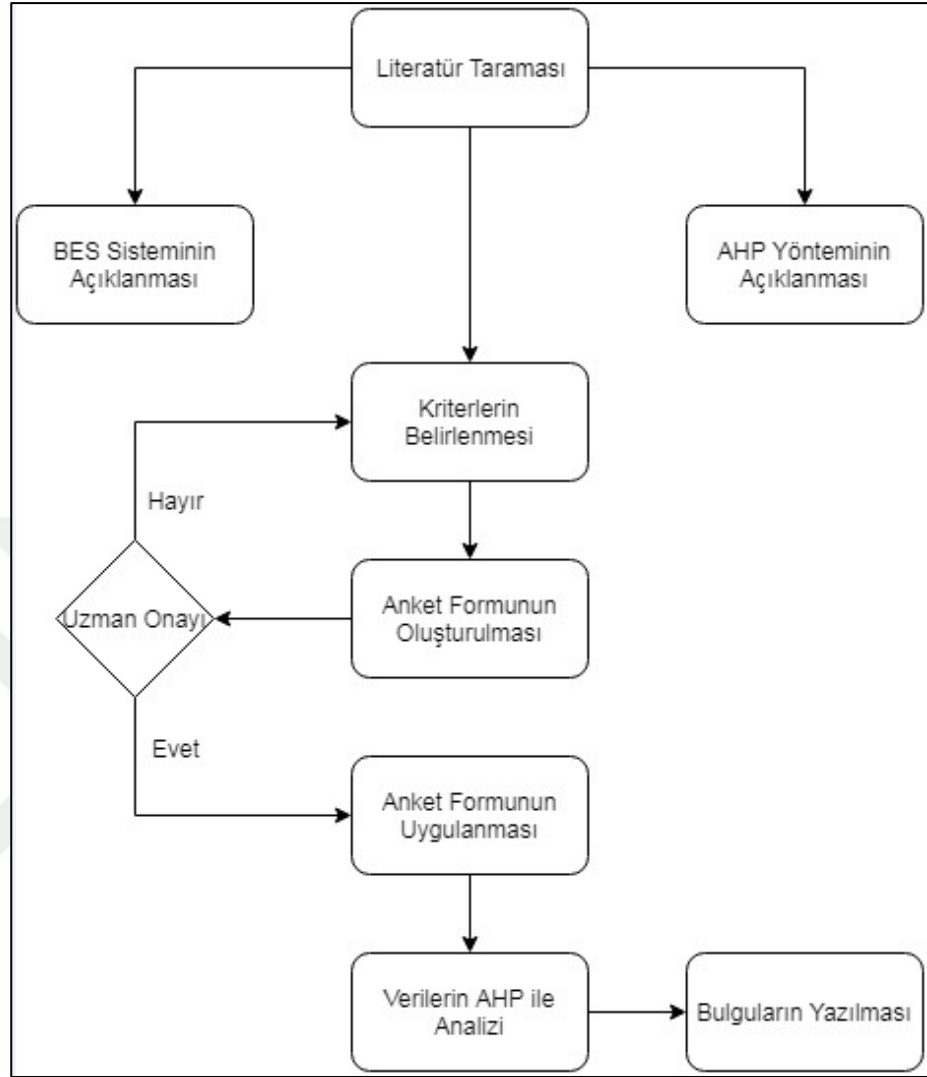 Literatür Taraması
BES Sisteminin
Açıklanması
AHP Yönteminin
Açıklanması
Kriterlerin
Belirlenmesi
Hayır
Uzman Onayı
Anket Formunun
Oluşturulması
Evet
Anket Formunun
Uygulanması
Verilerin AHP ile
Analizi
Bulguların Yazılması